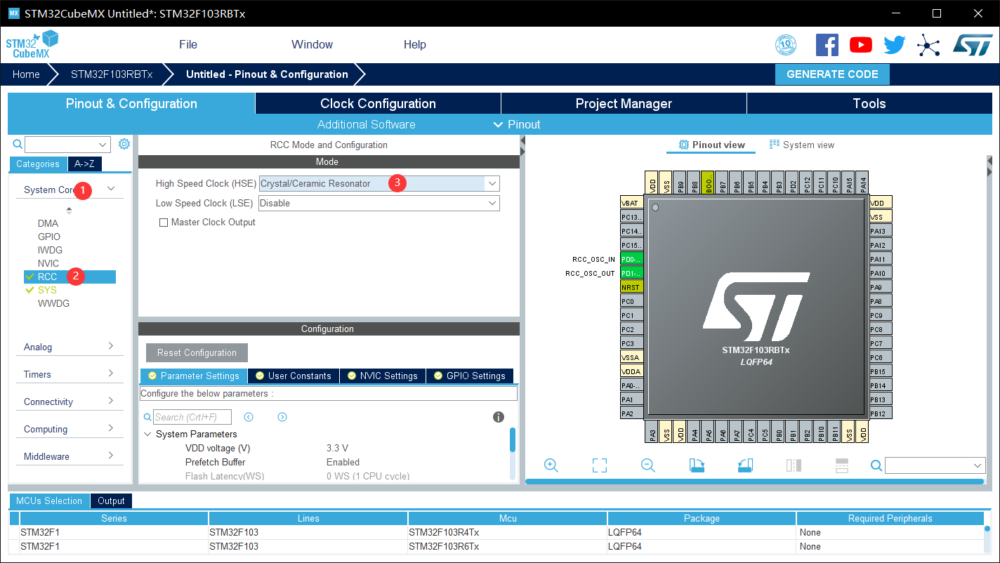 MX STM32CubeMX Untitled*: STM32F103RBTx
STM32 CubeMX
File Window Help
10
Home STM32F103RBTx Untitled - Pinout & Configuration GENERATE CODE
Pinout & Configuration Clock Configuration Project Manager Tools
Additional Software Pinout
RCC Mode and Configuration
Pinout view System view
Categories A->Z
Mode
System Cor 1
High Speed Clock (HSE) Crystal/Ceramic Resonator 3
Low Speed Clock (LSE) Disable
Master Clock Output
DMA
GPIO
IWDG
NVIC
RCC 2
SYS
WWDG
Analog
Timers
Connectivity
Computing
Middleware
Configuration
Reset Configuration
Parameter Settings User Constants NVIC Settings GPIO Settings
Configure the below parameters :
Search (CrtI+F)
System Parameters
VDD voltage (V) 3.3 V
Prefetch Buffer Enabled
Flash Latency(WS) 0 WS (1 CPU cycle)
VDD VSS PB9 PB8 BOO.. PB7 PB6 PB5 PB4 PB3 PD2 PC12 PC11 PC10 PA15 PA14
VBAT
PC13..
PC14..
PC15..
RCC_OSC_IN PD0-..
RCC_OSC_OUT PD1-..
NRST
PC0
PC1
PC2
PC3
VSSA
VDDA
PA0-..
PA1
PA2
VDD
VSS
PA13
PA12
PA11
PA10
PA9
PA8
PC9
PC8
PC7
PC6
PB15
PB14
PB13
PB12
STM32F103RBTx
LQFP64
PA3 VSS VDD PA4 PA5 PA6 PA7 PC4 PC5 PB0 PB1 PB2 PB10 PB11 VSS VDD
MCUs Selection Output
Series Lines Mcu Package Required Peripherals
STM32F1 STM32F103 STM32F103R4Tx LQFP64 None
STM32F1 STM32F103 STM32F103R6Tx LQFP64 None